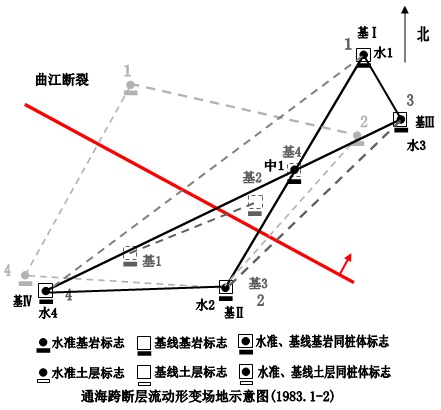 基Ⅰ
北
1
水1
曲江断裂
1
3
基Ⅲ
2
水3
基4
中1
基2
基1
4
基3
4
2
基Ⅳ
水4
水2
基Ⅱ
水准基岩标志
基线基岩标志
水准、基线基岩同桩体标志
水准土层标志
基线土层标志
水准、基线土层同桩体标志
通海跨断层流动形变场地示意图(1983.1-2)